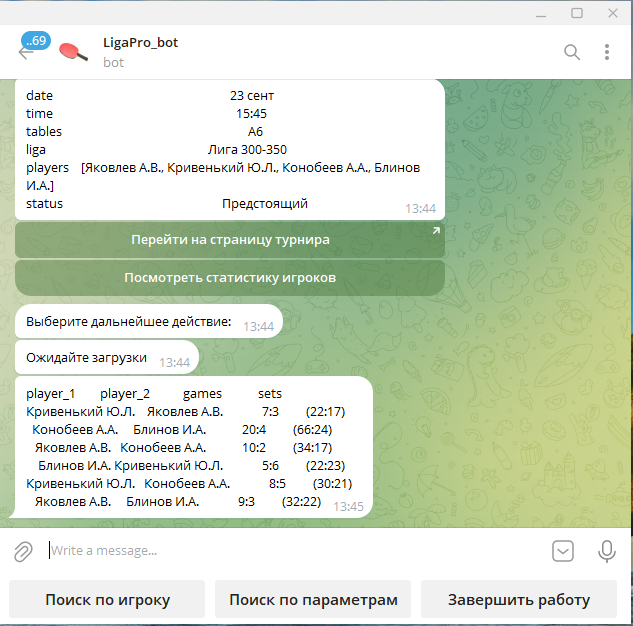 ..69
LigaPro_bot
bot
date 23 сент
time 15:45
tables A6
liga Лига 300-350
players [Яковлев А.В., Кривенький Ю.Л., Конобеев А.А., Блинов
И.А.]
status Предстоящий
13:44
Перейти на страницу турнира
Посмотреть статистику игроков
Выберите дальнейшее действие: 13:44
Ожидайте загрузки 13:44
player_1 player_2 games sets
Кривенький Ю.Л. Яковлев А.В. 7:3 (22:17)
Конобеев А.А. Блинов И.А. 20:4 (66:24)
Яковлев А.В. Конобеев А.А. 10:2 (34:17)
Блинов И.А. Кривенький Ю.Л. 5:6 (22:23)
Кривенький Ю.Л. Конобеев А.А. 8:5 (30:21)
Яковлев А.В. Блинов И.А. 9:3 (32:22)
13:45
Write a message...
Поиск по игроку
Поиск по параметрам
Завершить работу